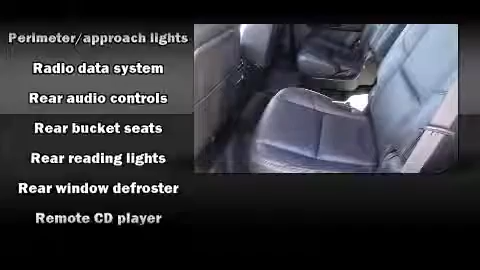 Perimeter/approach lights
Radio data system
Rear audio controls
Rear bucket seats
Rear reading lights
Rear window defroster
Remote CD player